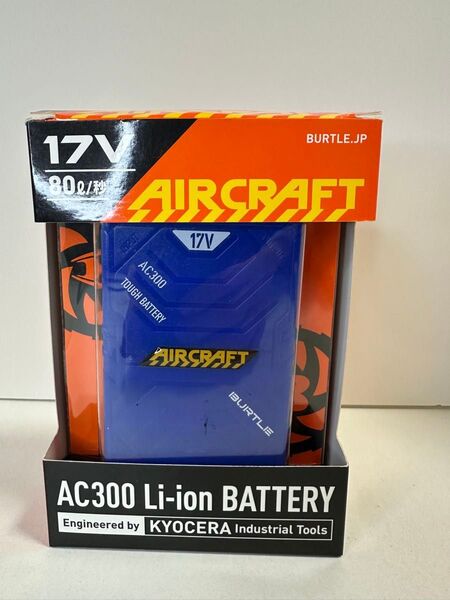 17V
BURTLE.JP
80ℓ/秒
AIRCRAFT
17V
AC300
TOUGH BATTERY
AIRCRAFT
BURTLE
AC300 Li-ion BATTERY
Engineered by KYOCERA Industrial Tools